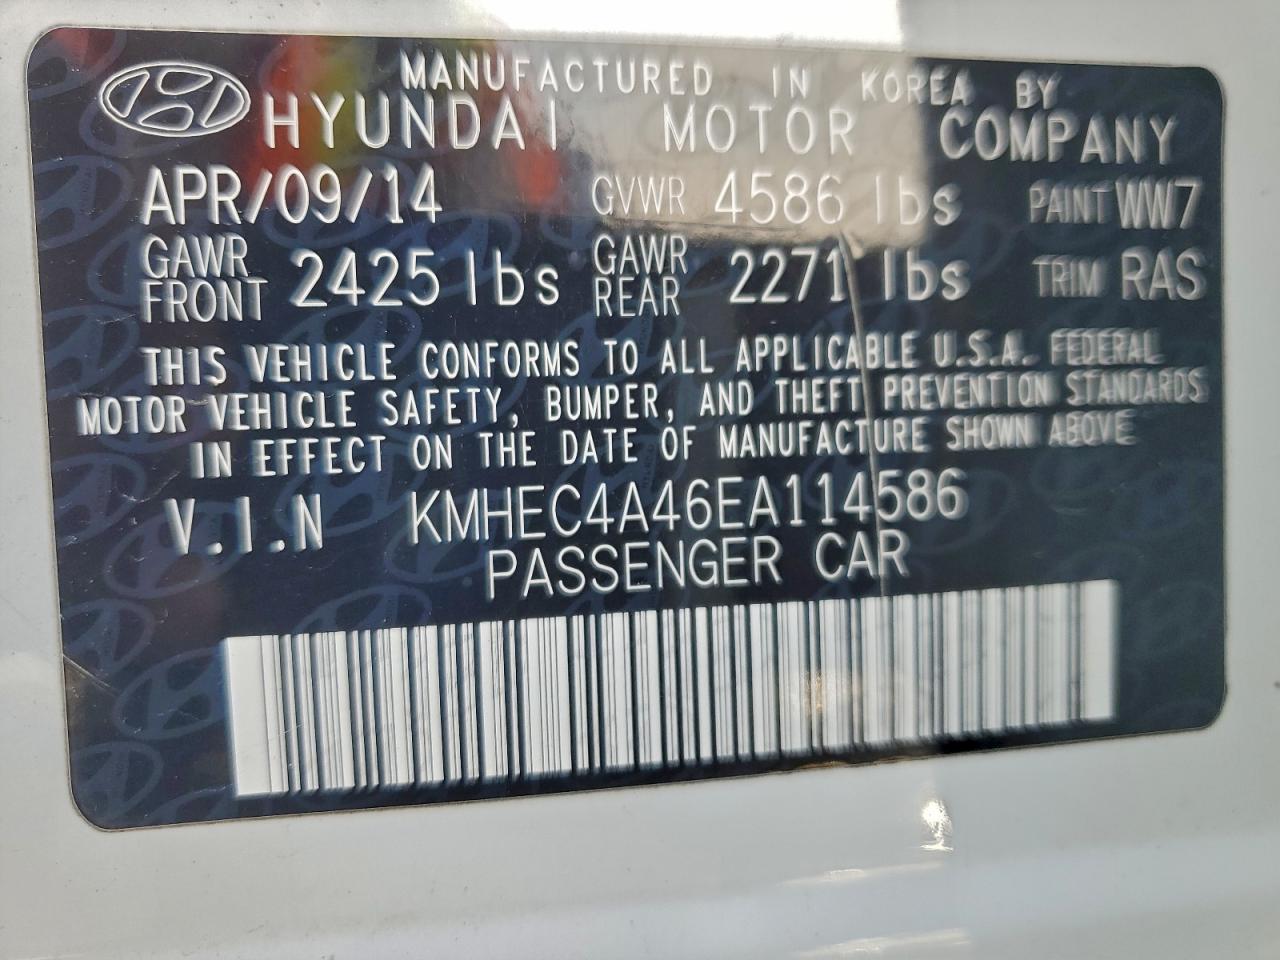 MANUFACTURED IN KOREA BY
HYUNDAI MOTOR COMPANY
APR/09/14 GVWR 4586 lbs PAINT WW7
GAWR FRONT 2425 lbs GAWR REAR 2271 lbs TRIM RAS
THIS VEHICLE CONFORMS TO ALL APPLICABLE U.S.A. FEDERAL
MOTOR VEHICLE SAFETY, BUMPER, AND THEFT PREVENTION STANDARDS
IN EFFECT ON THE DATE OF MANUFACTURE SHOWN ABOVE
V.I.N KMHEC4A46EA114586
PASSENGER CAR